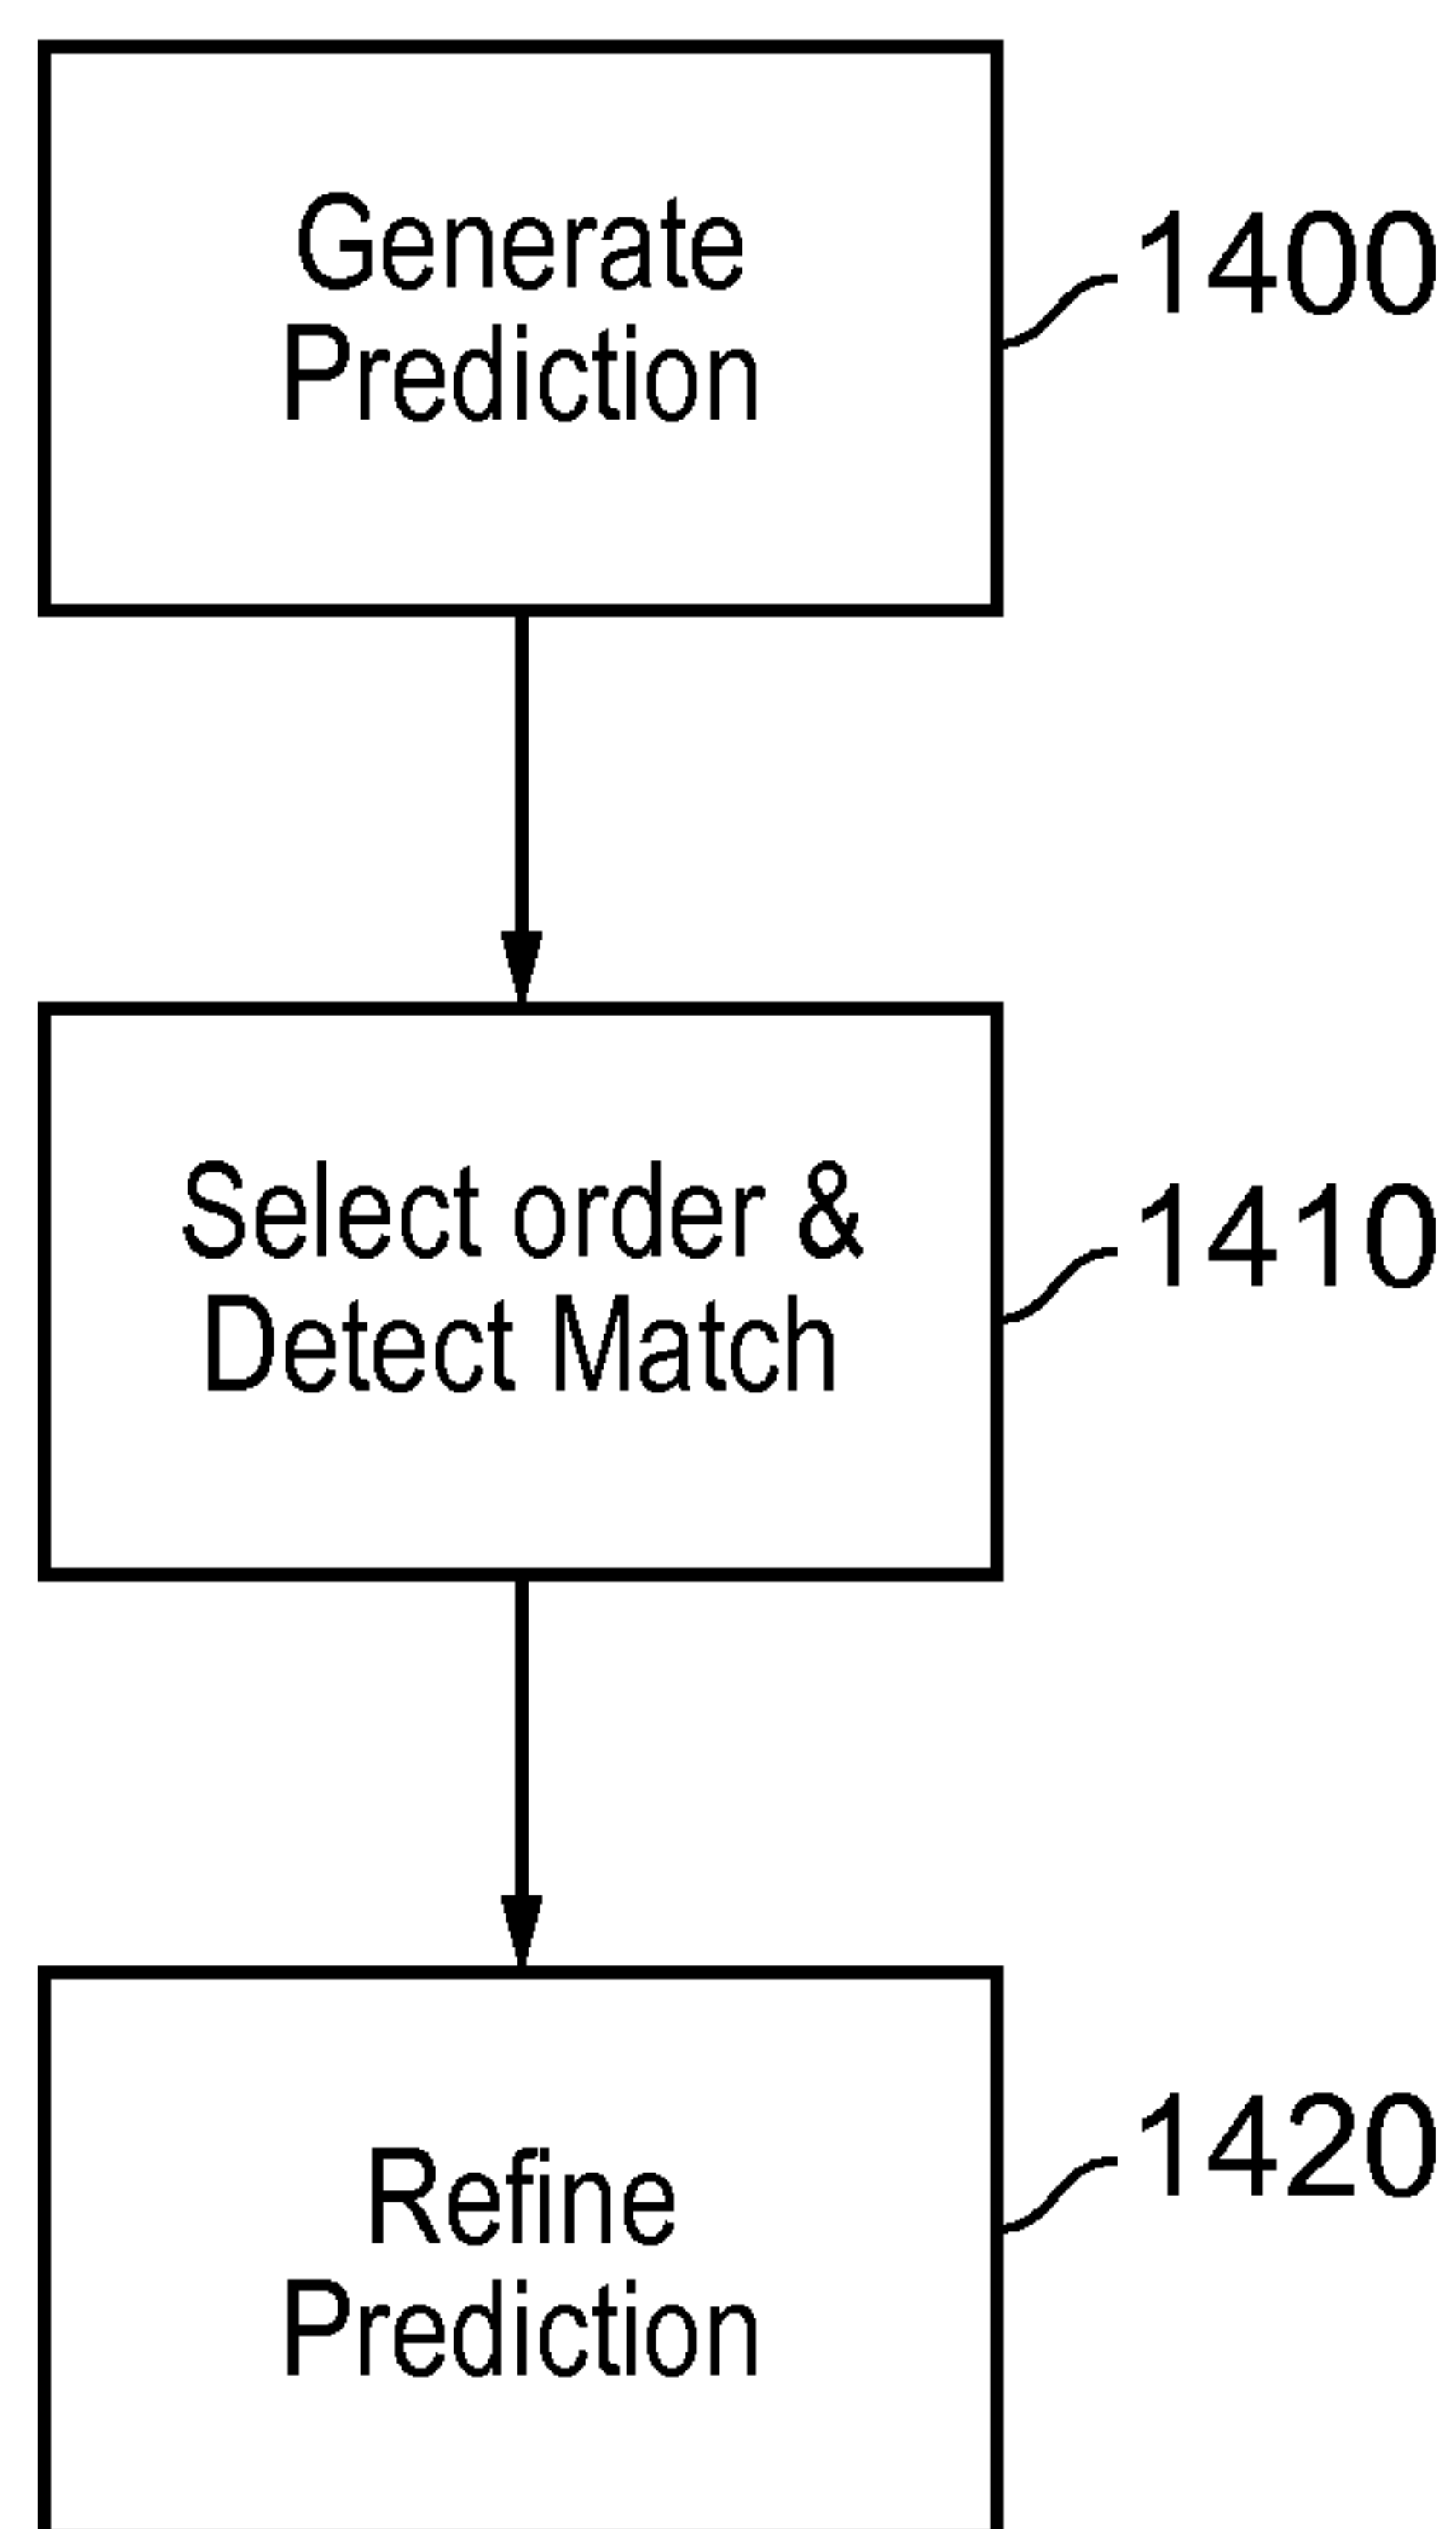 Generate
Prediction
1400
Select order &
Detect Match
1410
Refine
Prediction
1420